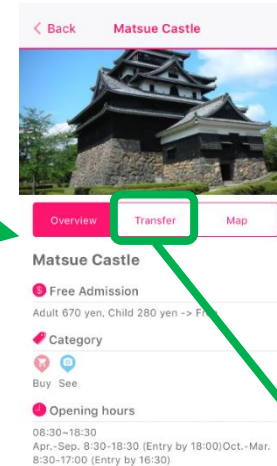 Back Matsue Castle
Overview Transfer Map
Matsue Castle
Free Admission
Adult 670 yen, Child 280 yen -> Free
Category
Buy See
Opening hours
08:30~18:30
Apr.-Sep. 8:30-18:30 (Entry by 18:00)Oct.-Mar.
8:30-17:00 (Entry by 16:30)